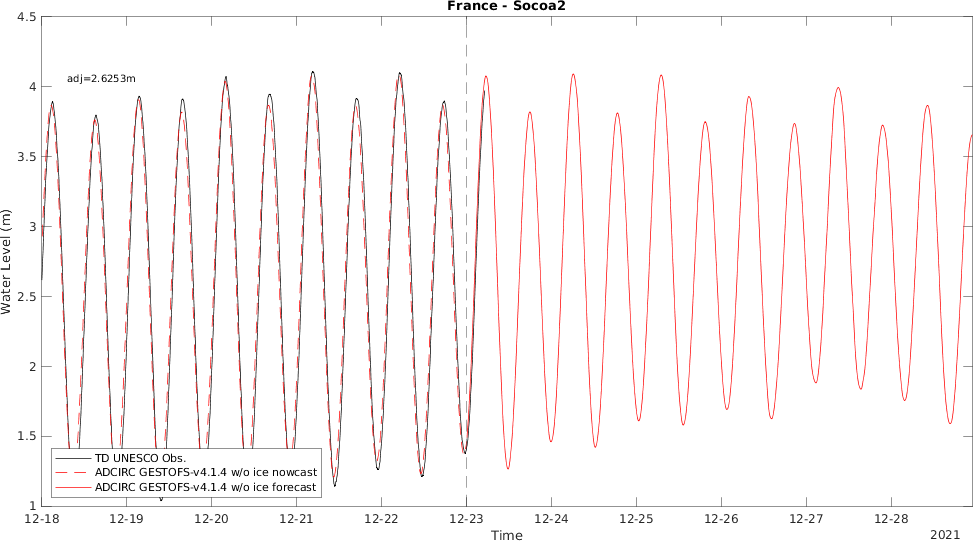 France - Socoa2
4.5
4
3.5
3
2.5
2
1.5
1
Water Level (m)
adj=2.6253m
TD UNESCO Obs.
ADCIRC GESTOFS-v4.1.4 w/o ice nowcast
ADCIRC GESTOFS-v4.1.4 w/o ice forecast
12-18 12-19 12-20 12-21 12-22 12-23 12-24 12-25 12-26 12-27 12-28
Time
2021